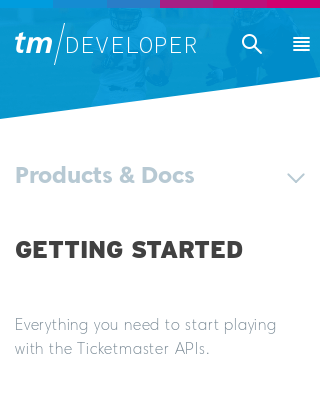 tm/DEVELOPER
Products & Docs
GETTING STARTED
Everything you need to start playing
with the Ticketmaster APIs.